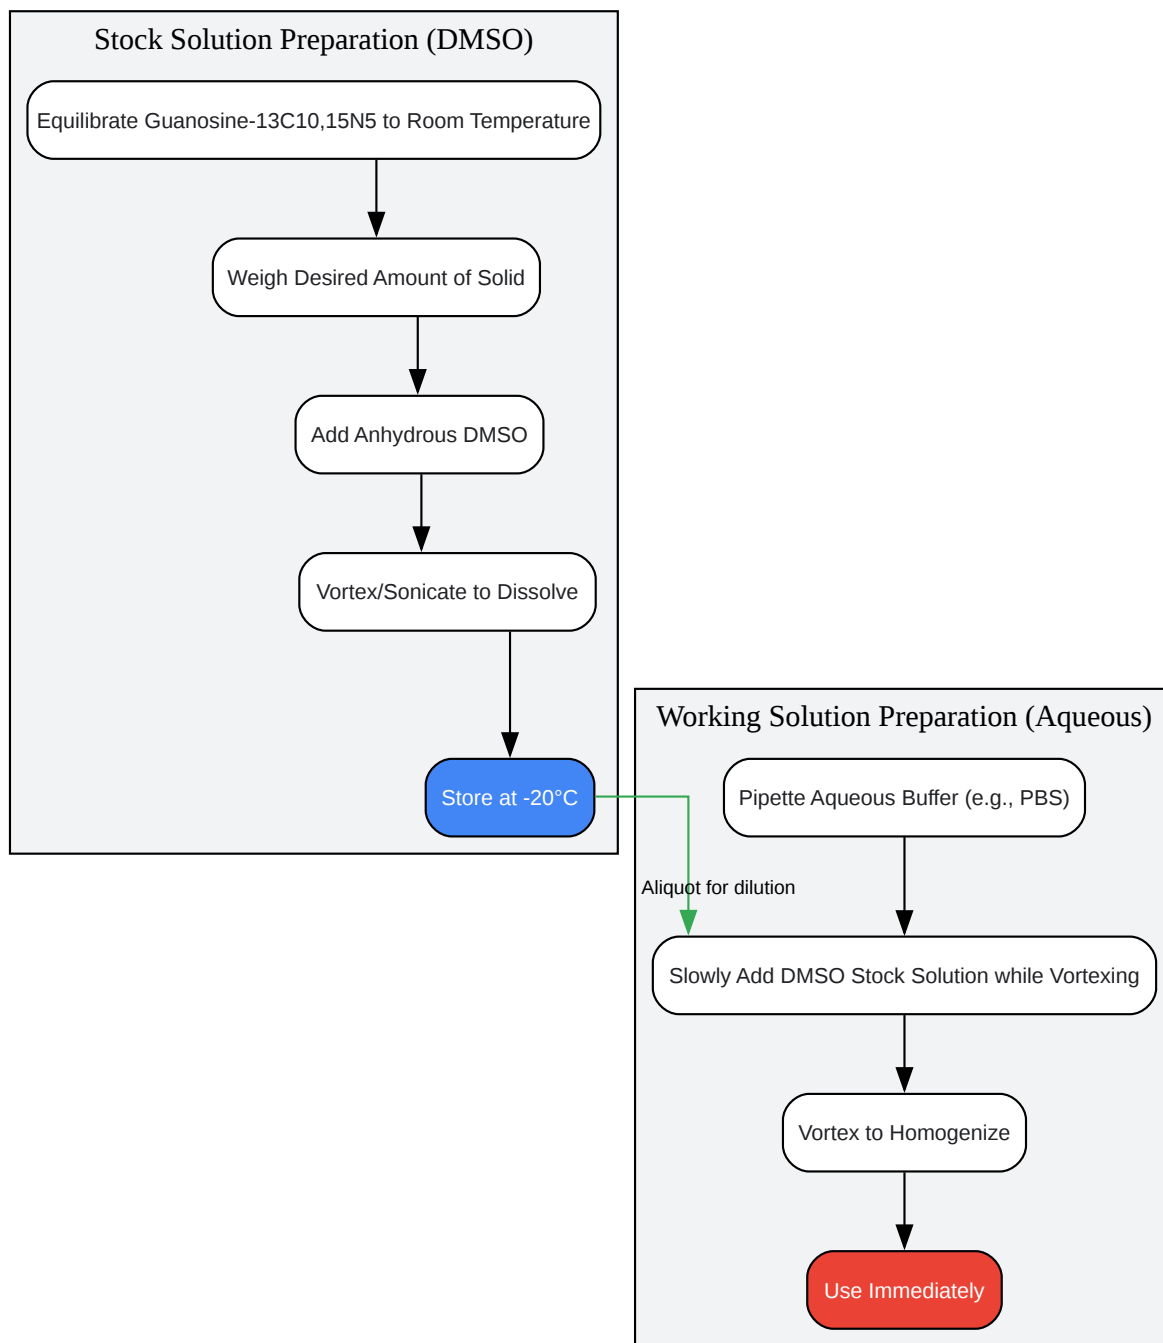 Stock Solution Preparation (DMSO)
Equilibrate Guanosine-13C10,15N5 to Room Temperature
Weigh Desired Amount of Solid
Add Anhydrous DMSO
Vortex/Sonicate to Dissolve
Store at -20°C
Working Solution Preparation (Aqueous)
Pipette Aqueous Buffer (e.g., PBS)
Aliquot for dilution
Slowly Add DMSO Stock Solution while Vortexing
Vortex to Homogenize
Use Immediately